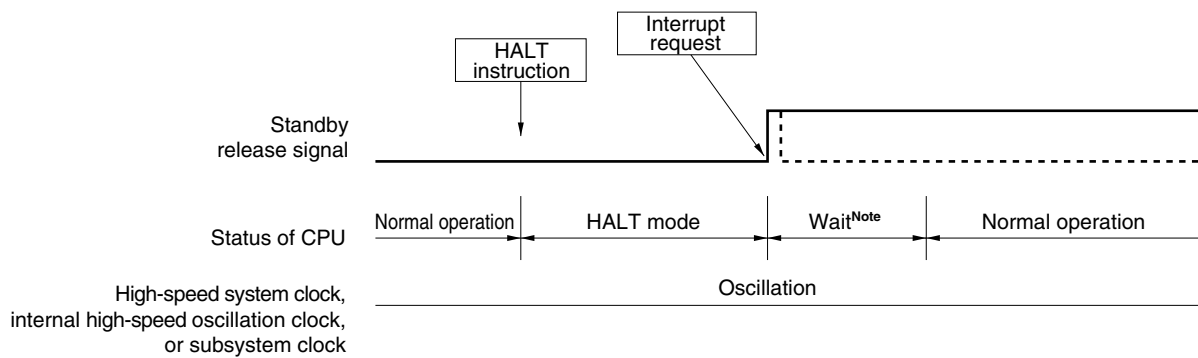 Interrupt
request
HALT
instruction
Standby
release signal
Status of CPU
Normal operation
HALT mode
WaitNote
Normal operation
High-speed system clock,
internal high-speed oscillation clock,
or subsystem clock
Oscillation